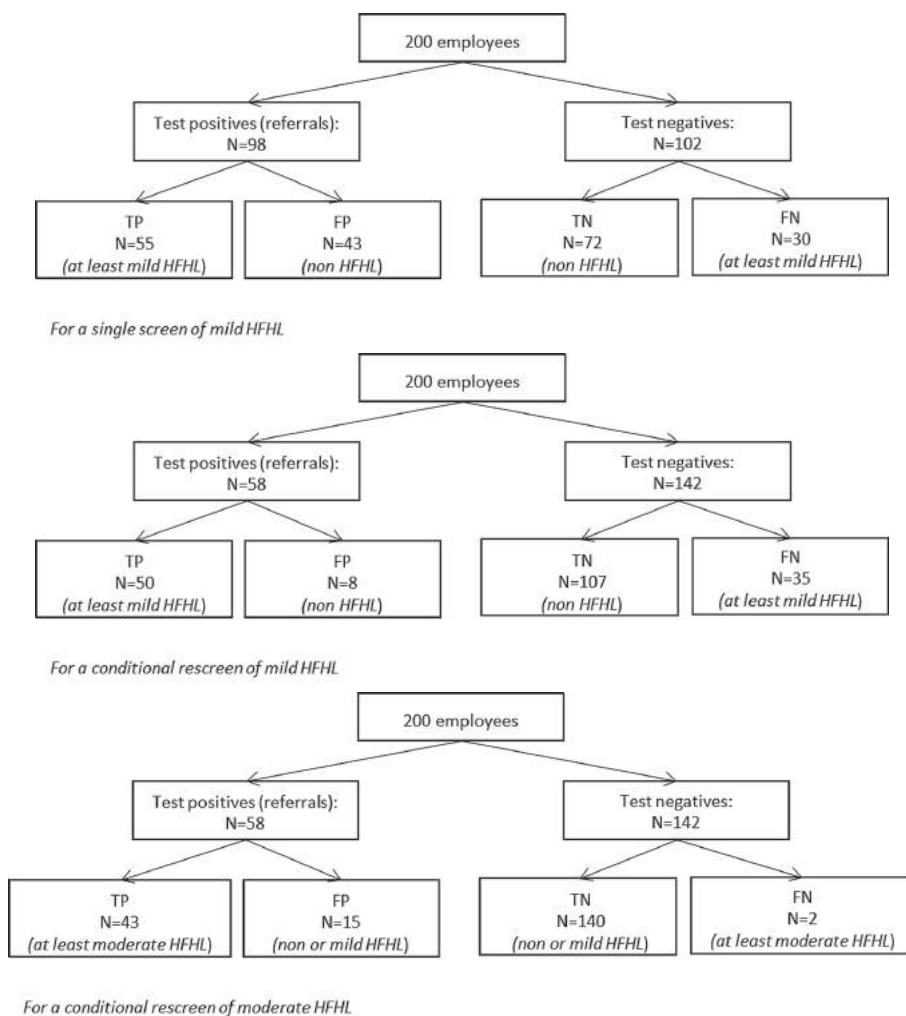 200 employees
Test positives (referrals):
N=98
Test negatives:
N=102
TP
N=55
(at least mild HFHL)
FP
N=43
(non HFHL)
TN
N=72
(non HFHL)
FN
N=30
(at least mild HFHL)
For a single screen of mild HFHL
200 employees
Test positives (referrals):
N=58
Test negatives:
N=142
TP
N=50
(at least mild HFHL)
FP
N=8
(non HFHL)
TN
N=107
(non HFHL)
FN
N=35
(at least mild HFHL)
For a conditional rescreen of mild HFHL
200 employees
Test positives (referrals):
N=58
Test negatives:
N=142
TP
N=43
(at least moderate HFHL)
FP
N=15
(non or mild HFHL)
TN
N=140
(non or mild HFHL)
FN
N=2
(at least moderate HFHL)
For a conditional rescreen of moderate HFHL